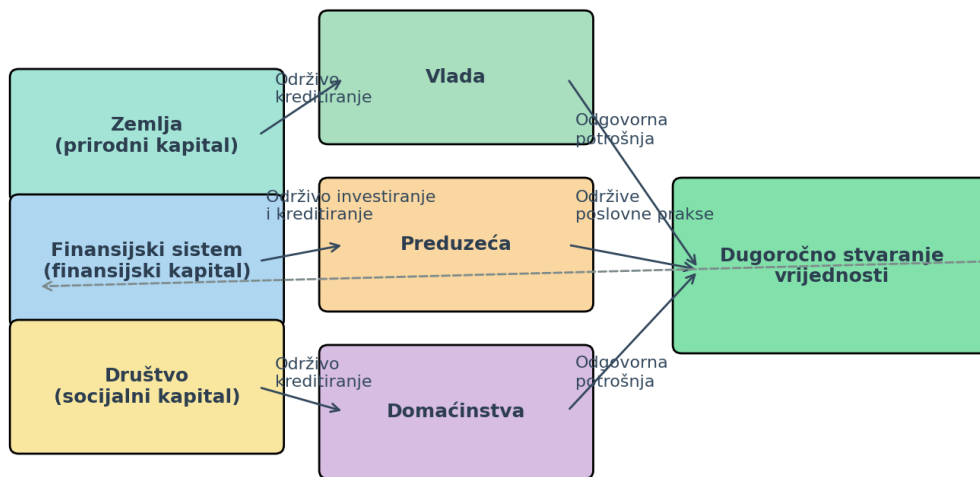 Zemlja
(prirodni kapital)
Finansijski sistem
(finansijski kapital)
Društvo
(socijalni kapital)
Održivo
kreditiranje
Održivo investiranje
i kreditiranje
Održivo
kreditiranje
Vlada
Preduzeća
Domaćinstva
Odgovorna
potrošnja
Održive
poslovne prakse
Odgovorna
potrošnja
Dugoročno stvaranje
vrijednosti